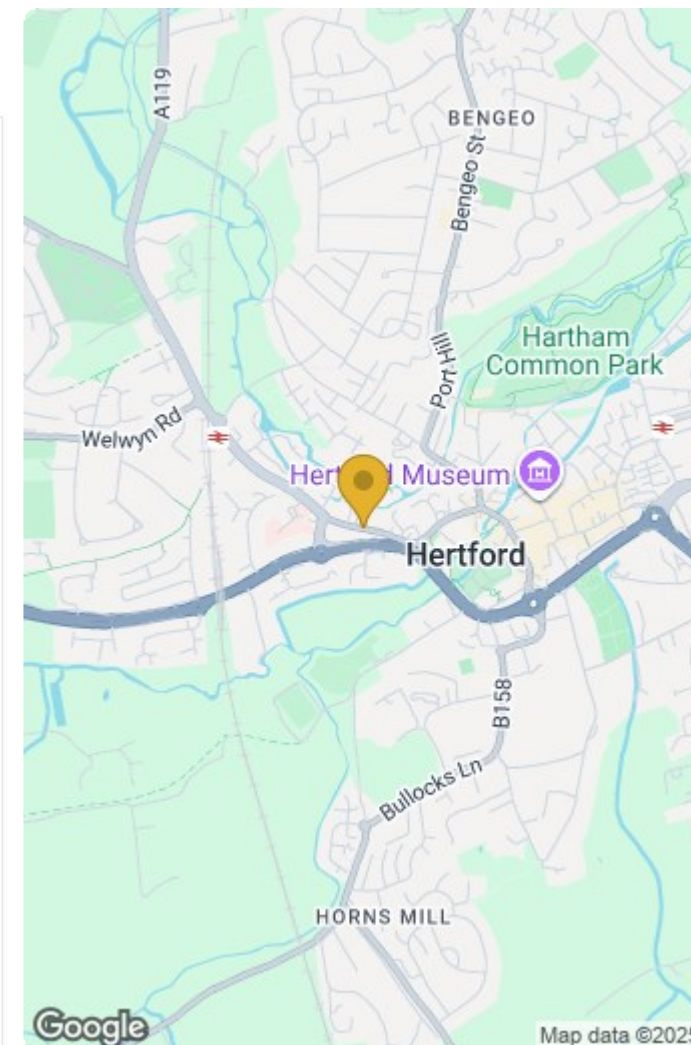 A119
BENGEO
Bengeo St
Hartham
Common Park
Port Hill
Welwyn Rd
Museum
Hertford
B158
Bullocks Ln
HORNS MILL
Google
Map data ©2025